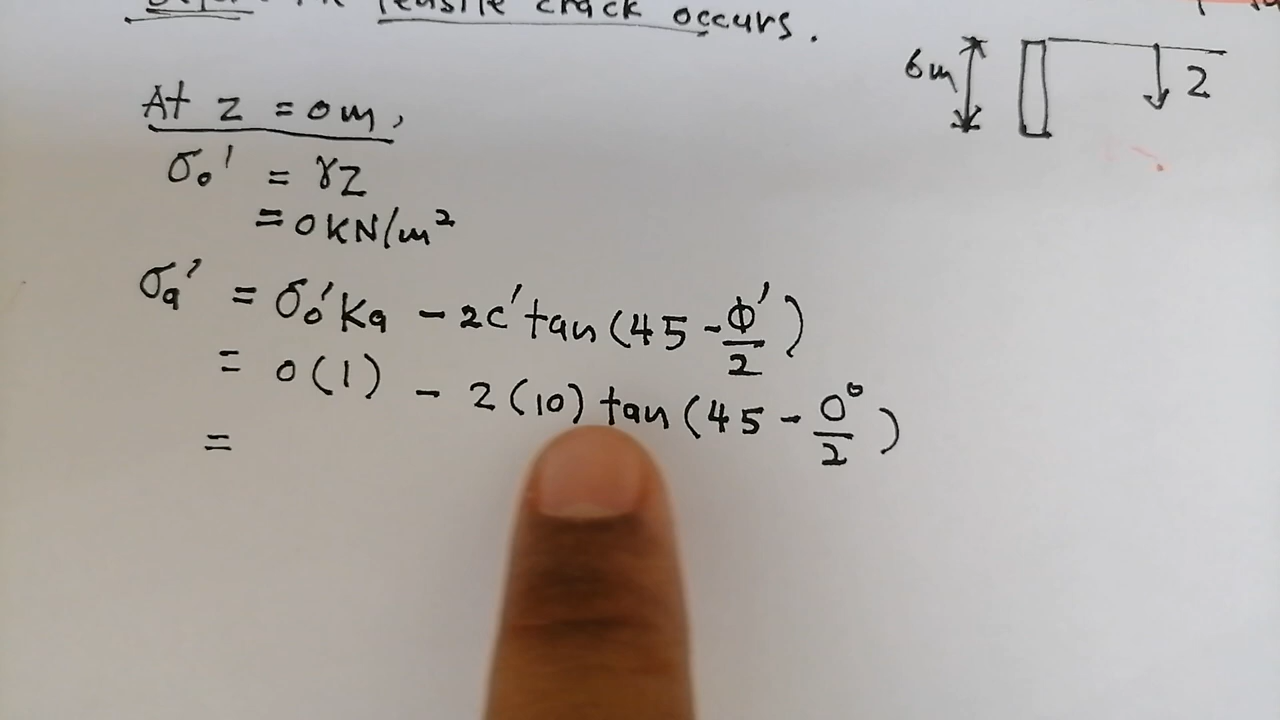 tensile crack occurs.
6m Z
At z = 0m,
σ₀' = γZ
= 0 KN/m²
σa' = σ₀'Ka - 2c'tan(45 - Φ'/2)
= 0(1) - 2(10) tan(45 - 0°/2)
=